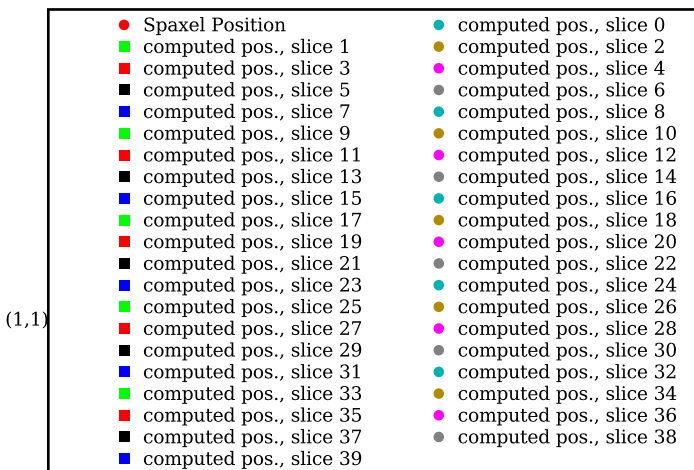 Spaxel Position
computed pos., slice 0
computed pos., slice 1
computed pos., slice 2
computed pos., slice 3
computed pos., slice 4
computed pos., slice 5
computed pos., slice 6
computed pos., slice 7
computed pos., slice 8
computed pos., slice 9
computed pos., slice 10
computed pos., slice 11
computed pos., slice 12
computed pos., slice 13
computed pos., slice 14
computed pos., slice 15
computed pos., slice 16
computed pos., slice 17
computed pos., slice 18
computed pos., slice 19
computed pos., slice 20
computed pos., slice 21
computed pos., slice 22
computed pos., slice 23
computed pos., slice 24
computed pos., slice 25
computed pos., slice 26
(1,1)
computed pos., slice 27
computed pos., slice 28
computed pos., slice 29
computed pos., slice 30
computed pos., slice 31
computed pos., slice 32
computed pos., slice 33
computed pos., slice 34
computed pos., slice 35
computed pos., slice 36
computed pos., slice 37
computed pos., slice 38
computed pos., slice 39